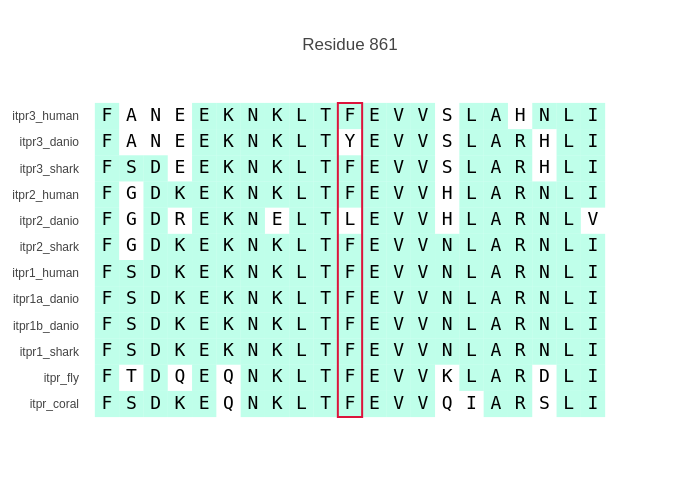 Residue 861
itpr3_human F A N E E K N K L T F E V V S L A H N L I
itpr3_danio F A N E E K N K L T Y E V V S L A R H L I
itpr3_shark F S D E E K N K L T F E V V S L A R H L I
itpr2_human F G D K E K N K L T F E V V H L A R N L I
itpr2_danio F G D R E K N E L T L E V V H L A R N L V
itpr2_shark F G D K E K N K L T F E V V N L A R N L I
itpr1_human F S D K E K N K L T F E V V N L A R N L I
itpr1a_danio F S D K E K N K L T F E V V N L A R N L I
itpr1b_danio F S D K E K N K L T F E V V N L A R N L I
itpr1_shark F S D K E K N K L T F E V V N L A R N L I
itpr_fly F T D Q E Q N K L T F E V V K L A R D L I
itpr_coral F S D K E Q N K L T F E V V Q I A R S L I